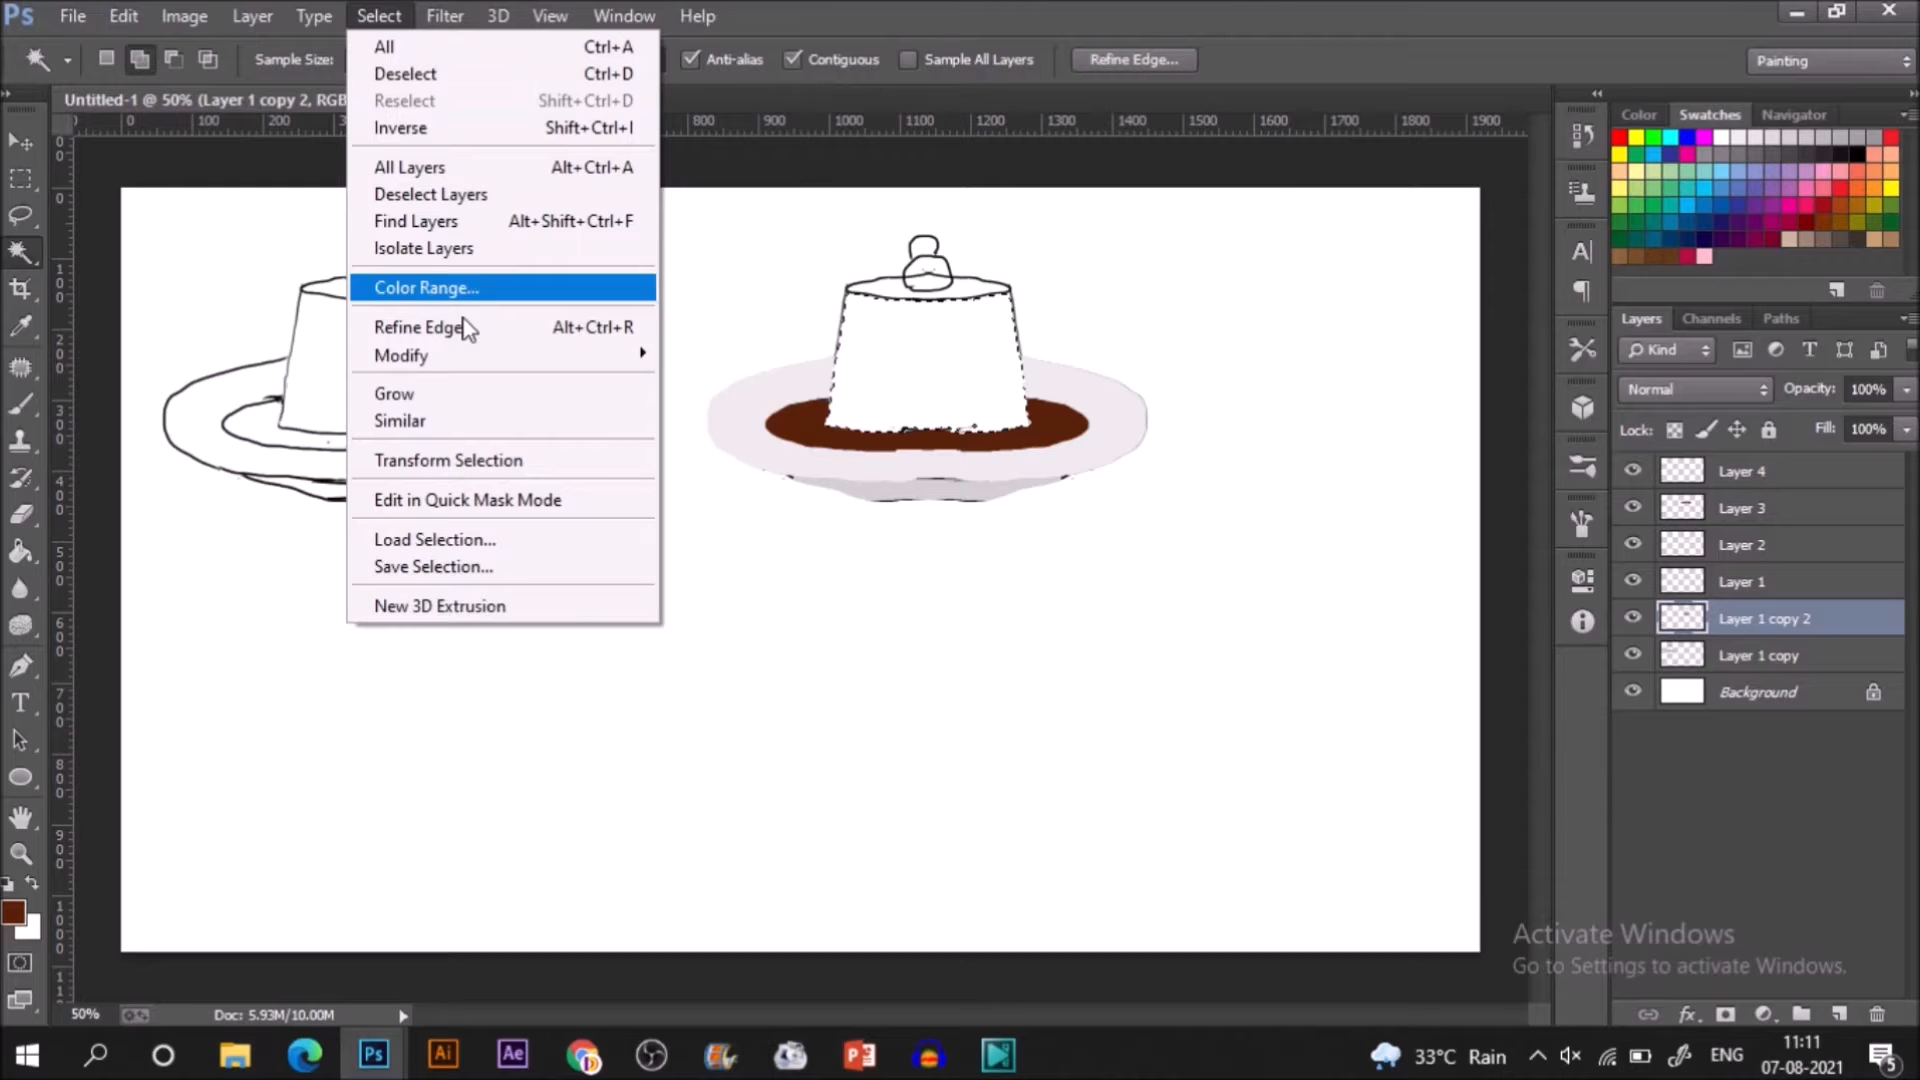 Ps File Edit Image Layer Type Select Filter 3D View Window Help
Sample Size: Anti-alias Contiguous Sample All Layers Refine Edge... Painting
Untitled-1 @ 50% (Layer 1 copy 2, RGB
0 100 200 800 900 1000 1100 1200 1300 1400 1500 1600 1700 1800 1900
All Ctrl+A
Deselect Ctrl+D
Reselect Shift+Ctrl+D
Inverse Shift+Ctrl+I
All Layers Alt+Ctrl+A
Deselect Layers
Find Layers Alt+Shift+Ctrl+F
Isolate Layers
Color Range...
Refine Edge Alt+Ctrl+R
Modify
Grow
Similar
Transform Selection
Edit in Quick Mask Mode
Load Selection...
Save Selection...
New 3D Extrusion
Color Swatches Navigator
Layers Channels Paths
Kind
Normal Opacity: 100%
Lock: Fill: 100%
Layer 4
Layer 3
Layer 2
Layer 1
Layer 1 copy 2
Layer 1 copy
Background
Activate Windows
Go to Settings to activate Windows.
50% Doc: 5.93M/10.00M
Ps Ai Ae
33°C Rain ENG
11:11
07-08-2021
5